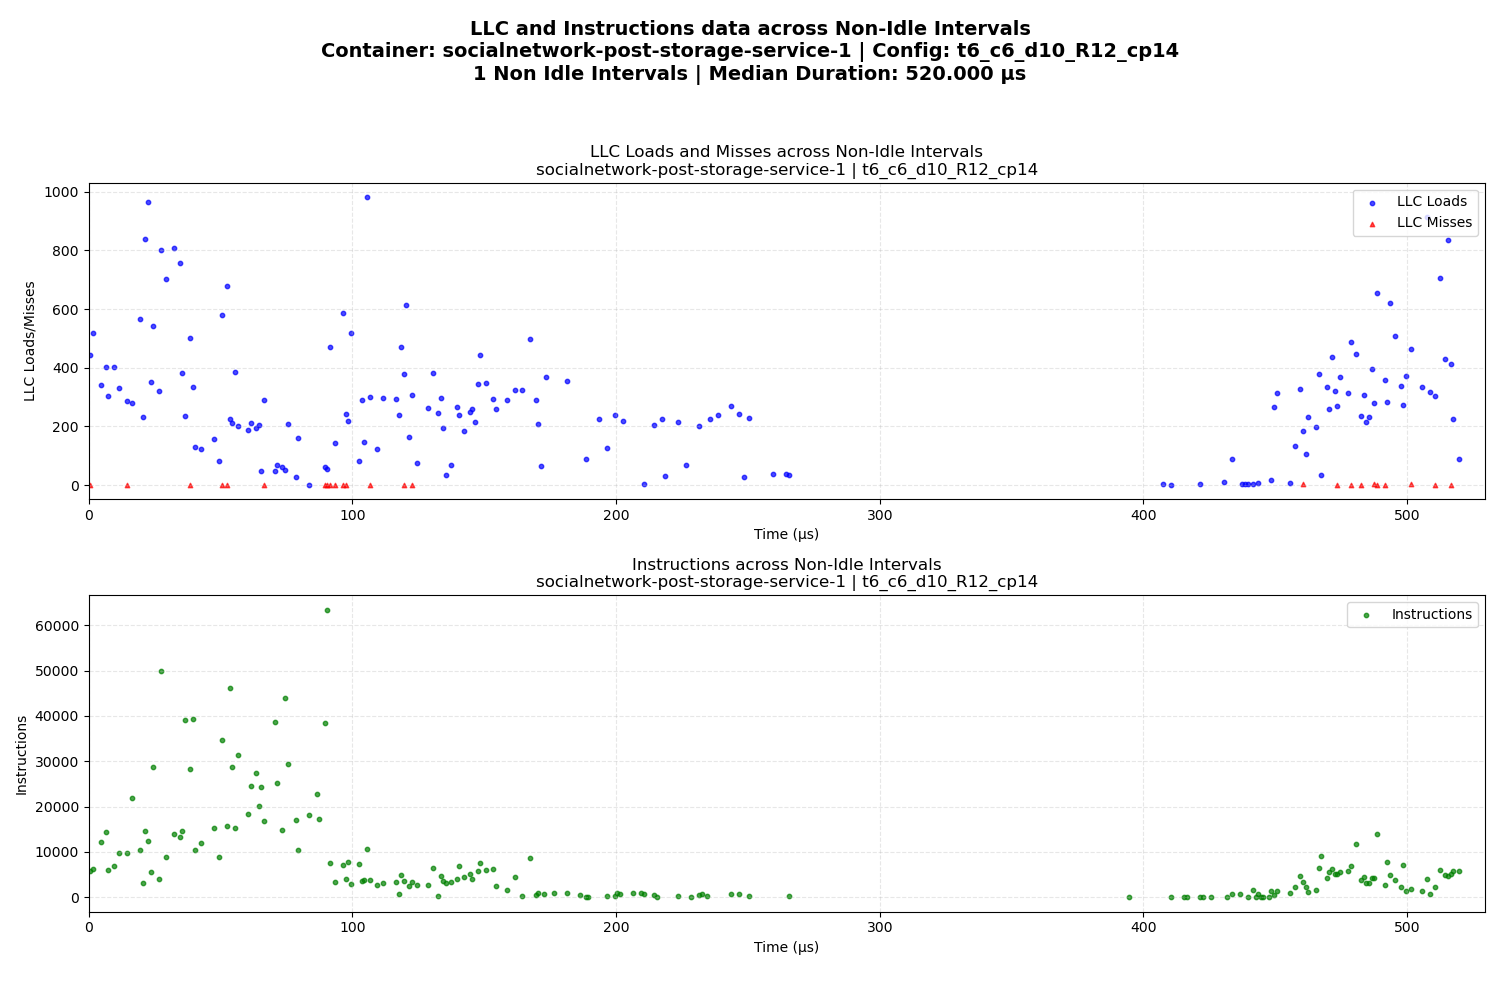 LLC and Instructions data across Non-Idle Intervals
Container: socialnetwork-post-storage-service-1 | Config: t6_c6_d10_R12_cp14
1 Non Idle Intervals | Median Duration: 520.000 µs
LLC Loads and Misses across Non-Idle Intervals
socialnetwork-post-storage-service-1 | t6_c6_d10_R12_cp14
1000
800
600
400
200
0
LLC Loads/Misses
LLC Loads
LLC Misses
0 100 200 300 400 500
Time (µs)
Instructions across Non-Idle Intervals
socialnetwork-post-storage-service-1 | t6_c6_d10_R12_cp14
60000
50000
40000
30000
20000
10000
0
Instructions
Instructions
0 100 200 300 400 500
Time (µs)